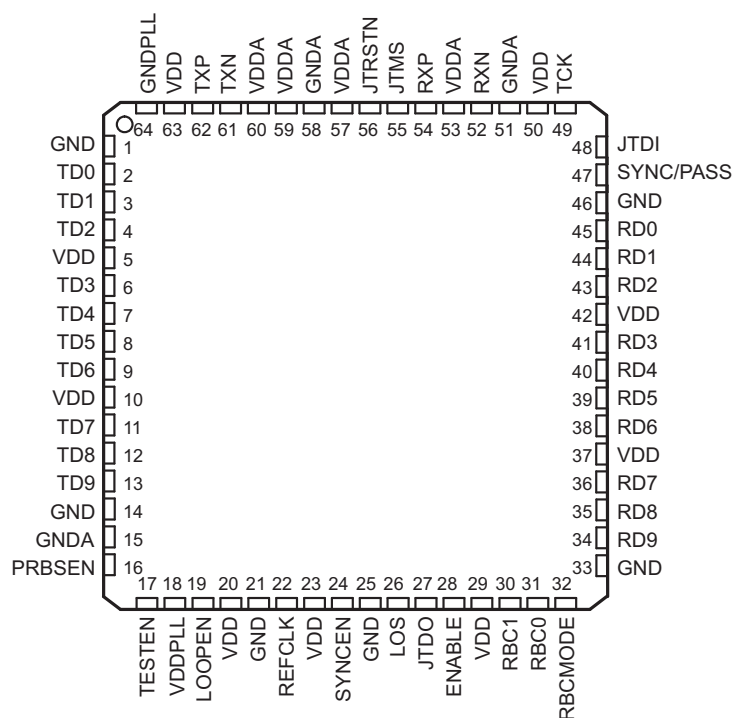 GNDPLL
VDD
TXP
TXN
VDDA
VDDA
GNDA
VDDA
JTRSTN
JTMS
RXP
VDDA
RXN
GNDA
VDD
TCK
64 63 62 61 60 59 58 57 56 55 54 53 52 51 50 49
GND 1
TD0 2
TD1 3
TD2 4
VDD 5
TD3 6
TD4 7
TD5 8
TD6 9
VDD 10
TD7 11
TD8 12
TD9 13
GND 14
GNDA 15
PRBSEN 16
48 JTDI
47 SYNC/PASS
46 GND
45 RD0
44 RD1
43 RD2
42 VDD
41 RD3
40 RD4
39 RD5
38 RD6
37 VDD
36 RD7
35 RD8
34 RD9
33 GND
17 18 19 20 21 22 23 24 25 26 27 28 29 30 31 32
TESTEN
VDDPLL
LOOPEN
VDD
GND
REFCLK
VDD
SYNCEN
GND
LOS
JTDO
ENABLE
VDD
RBC1
RBC0
RBCMODE